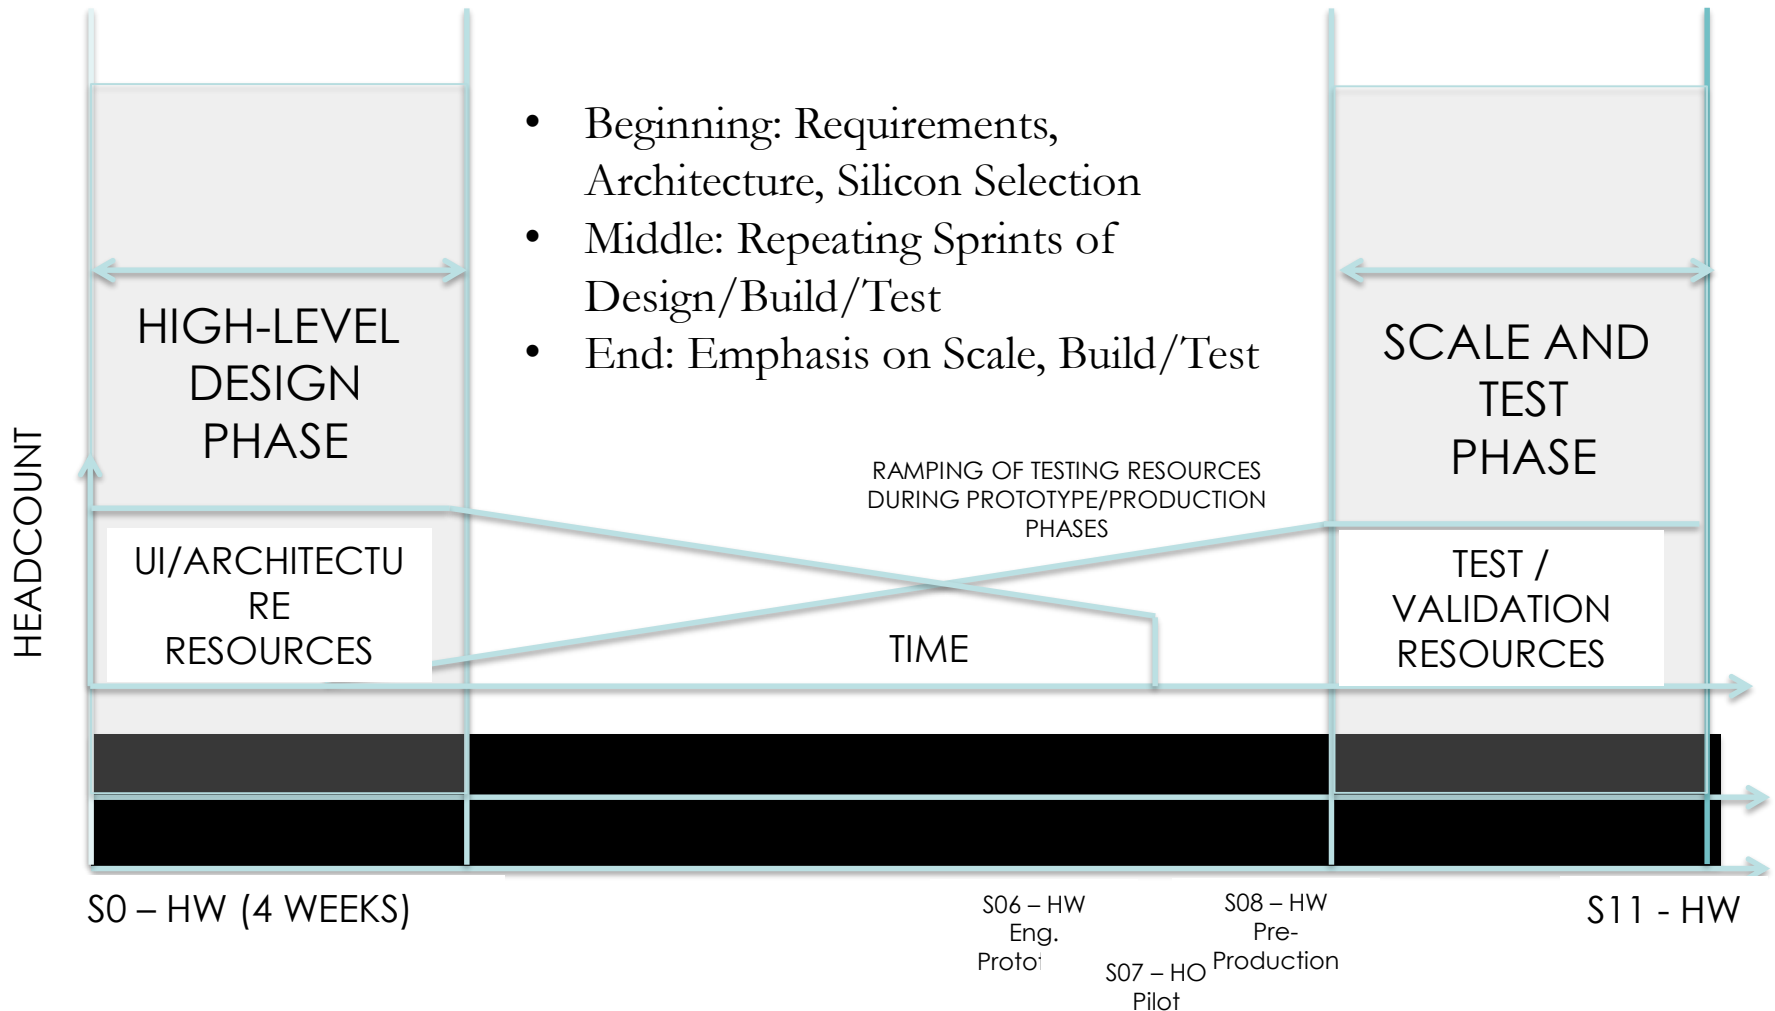 • Beginning: Requirements,
Architecture, Silicon Selection
• Middle: Repeating Sprints of
Design/Build/Test
• End: Emphasis on Scale, Build/Test
HIGH-LEVEL
DESIGN
PHASE
SCALE AND
TEST
PHASE
HEADCOUNT
RAMPING OF TESTING RESOURCES
DURING PROTOTYPE/PRODUCTION
PHASES
UI/ARCHITECTU
RE
RESOURCES
TIME
TEST /
VALIDATION
RESOURCES
S0 – HW (4 WEEKS)
S06 – HW
Eng.
S07 – HO
Pilot
S08 – HW
Pre-
Production
S11 - HW